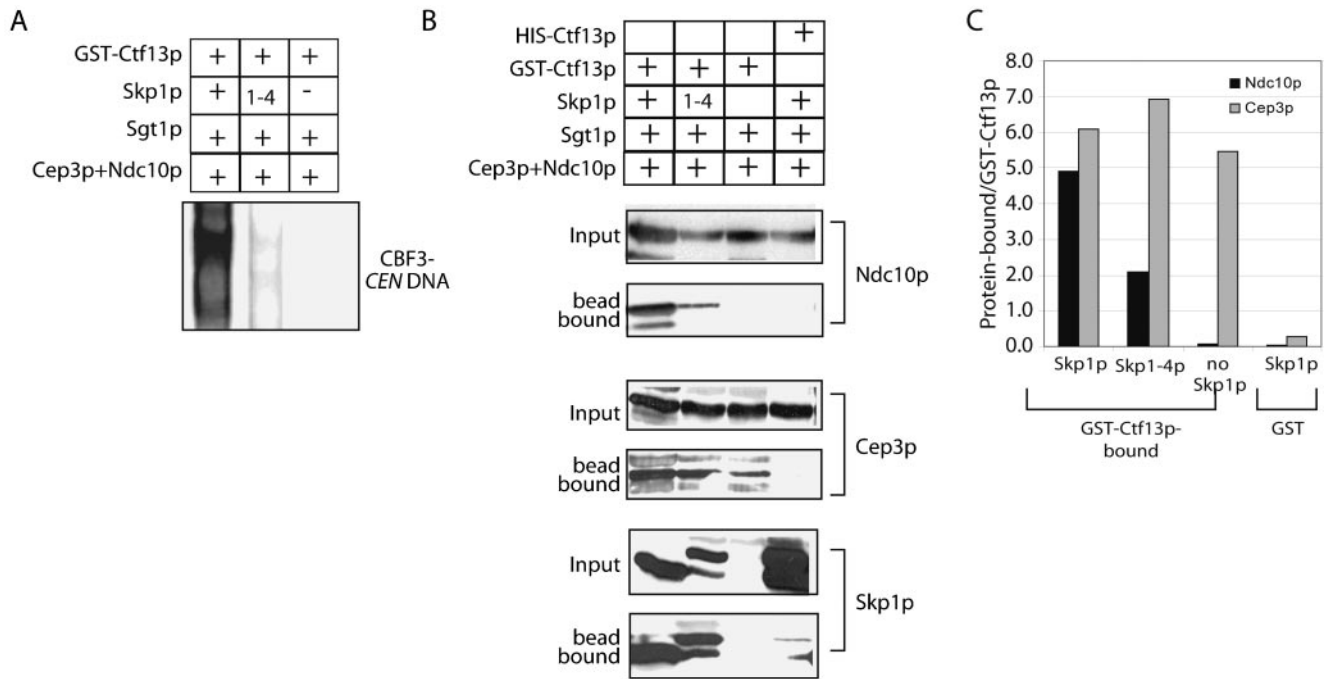 A
GST-Ctf13p + + +
Skp1p + 1-4 -
Sgt1p + + +
Cep3p+Ndc10p + + +
CBF3-
CEN DNA
B
HIS-Ctf13p +
GST-Ctf13p + + +
Skp1p + 1-4 +
Sgt1p + + + +
Cep3p+Ndc10p + + + +
Input
bead
bound
Ndc10p
Input
bead
bound
Cep3p
Input
bead
bound
Skp1p
C
Protein-bound/GST-Ctf13p
8.0
7.0
6.0
5.0
4.0
3.0
2.0
1.0
0.0
Ndc10p
Cep3p
Skp1p Skp1-4p no Skp1p Skp1p
GST-Ctf13p-
bound
GST